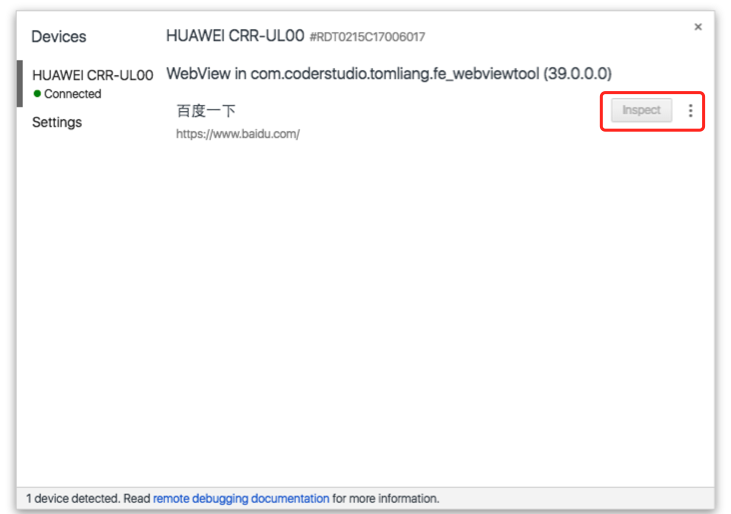 Devices
HUAWEI CRR-UL00
Connected
Settings
HUAWEI CRR-UL00 #RDT0215C17006017
WebView in com.coderstudio.tomliang.fe_webviewtool (39.0.0.0)
百度一下
https://www.baidu.com/
Inspect
1 device detected. Read remote debugging documentation for more information.